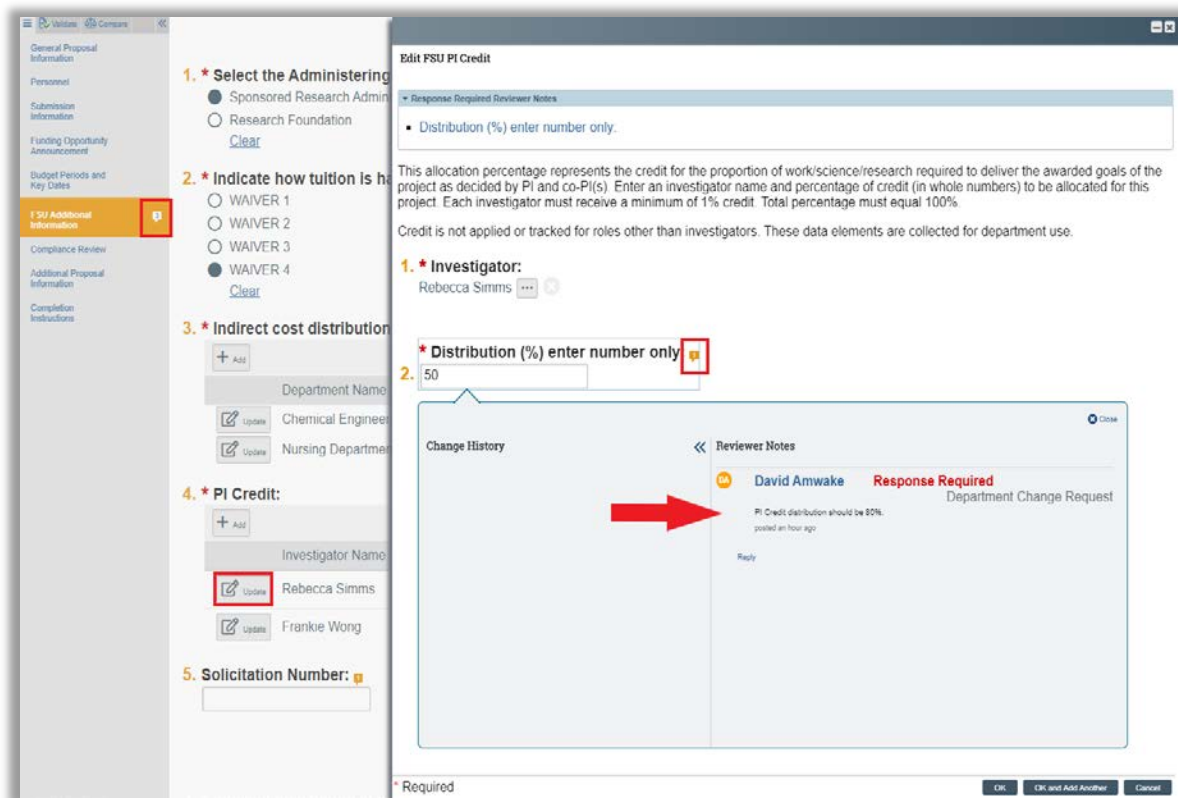 Validate Compare
General Proposal
Information
Personnel
Submission
Information
Funding Opportunity
Announcement
Budget Periods and
Key Dates
FSU Additional
Information
Compliance Review
Additional Proposal
Information
Completion
Instructions
1. * Select the Administering
Sponsored Research Admin
Research Foundation
Clear
2. * Indicate how tuition is ha
WAIVER 1
WAIVER 2
WAIVER 3
WAIVER 4
Clear
3. * Indirect cost distribution
+ Add
Department Name
Update Chemical Engineer
Update Nursing Departmen
4. * PI Credit:
+ Add
Investigator Name
Update Rebecca Simms
Update Frankie Wong
5. Solicitation Number:
Edit FSU PI Credit
Response Required Reviewer Notes
Distribution (%) enter number only.
This allocation percentage represents the credit for the proportion of work/science/research required to deliver the awarded goals of the
project as decided by PI and co-PI(s). Enter an investigator name and percentage of credit (in whole numbers) to be allocated for this
project. Each investigator must receive a minimum of 1% credit. Total percentage must equal 100%.
Credit is not applied or tracked for roles other than investigators. These data elements are collected for department use.
1. * Investigator:
Rebecca Simms ...
* Distribution (%) enter number only
2. 50
Close
Change History
Reviewer Notes
DA David Amwake Response Required
Department Change Request
PI Credit distribution should be 80%.
posted an hour ago
Reply
* Required
OK OK and Add Another Cancel